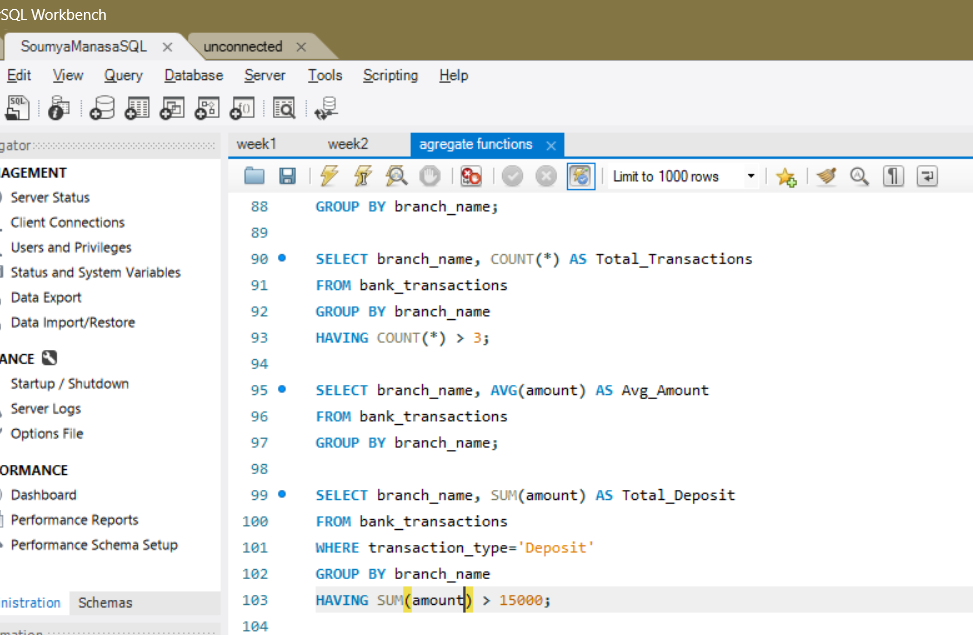 SQL Workbench
SoumyaManasaSQL
unconnected
Edit View Query Database Server Tools Scripting Help
week1 week2 agregate functions
Limit to 1000 rows
AGEMENT
Server Status
Client Connections
Users and Privileges
Status and System Variables
Data Export
Data Import/Restore
ANCE
Startup / Shutdown
Server Logs
Options File
ORMANCE
Dashboard
Performance Reports
Performance Schema Setup
nistration Schemas
88 GROUP BY branch_name;
89
90 SELECT branch_name, COUNT(*) AS Total_Transactions
91 FROM bank_transactions
92 GROUP BY branch_name
93 HAVING COUNT(*) > 3;
94
95 SELECT branch_name, AVG(amount) AS Avg_Amount
96 FROM bank_transactions
97 GROUP BY branch_name;
98
99 SELECT branch_name, SUM(amount) AS Total_Deposit
100 FROM bank_transactions
101 WHERE transaction_type='Deposit'
102 GROUP BY branch_name
103 HAVING SUM(amount) > 15000;
104